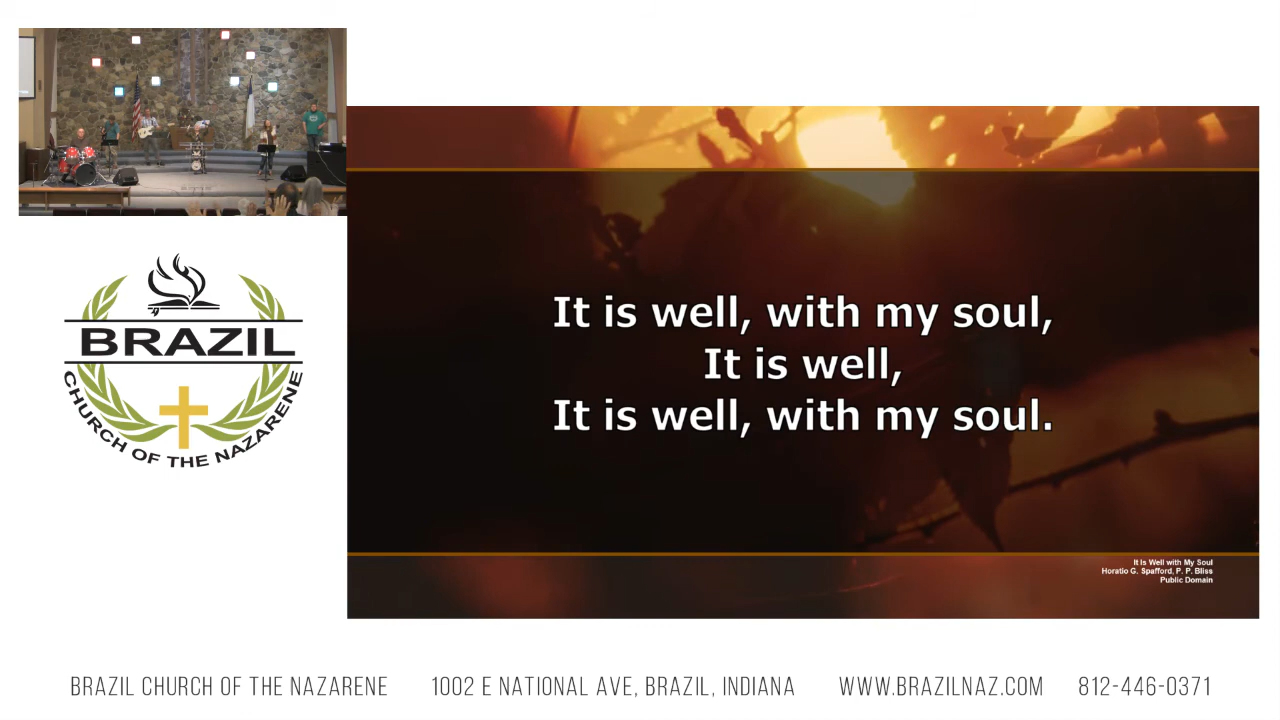 BRAZIL
CHURCH OF THE NAZARENE
It is well, with my soul,
It is well,
It is well, with my soul.
It Is Well with My Soul
Horatio G. Spafford, P. P. Bliss
Public Domain
BRAZIL CHURCH OF THE NAZARENE 1002 E NATIONAL AVE, BRAZIL, INDIANA WWW.BRAZILNAZ.COM 812-446-0371